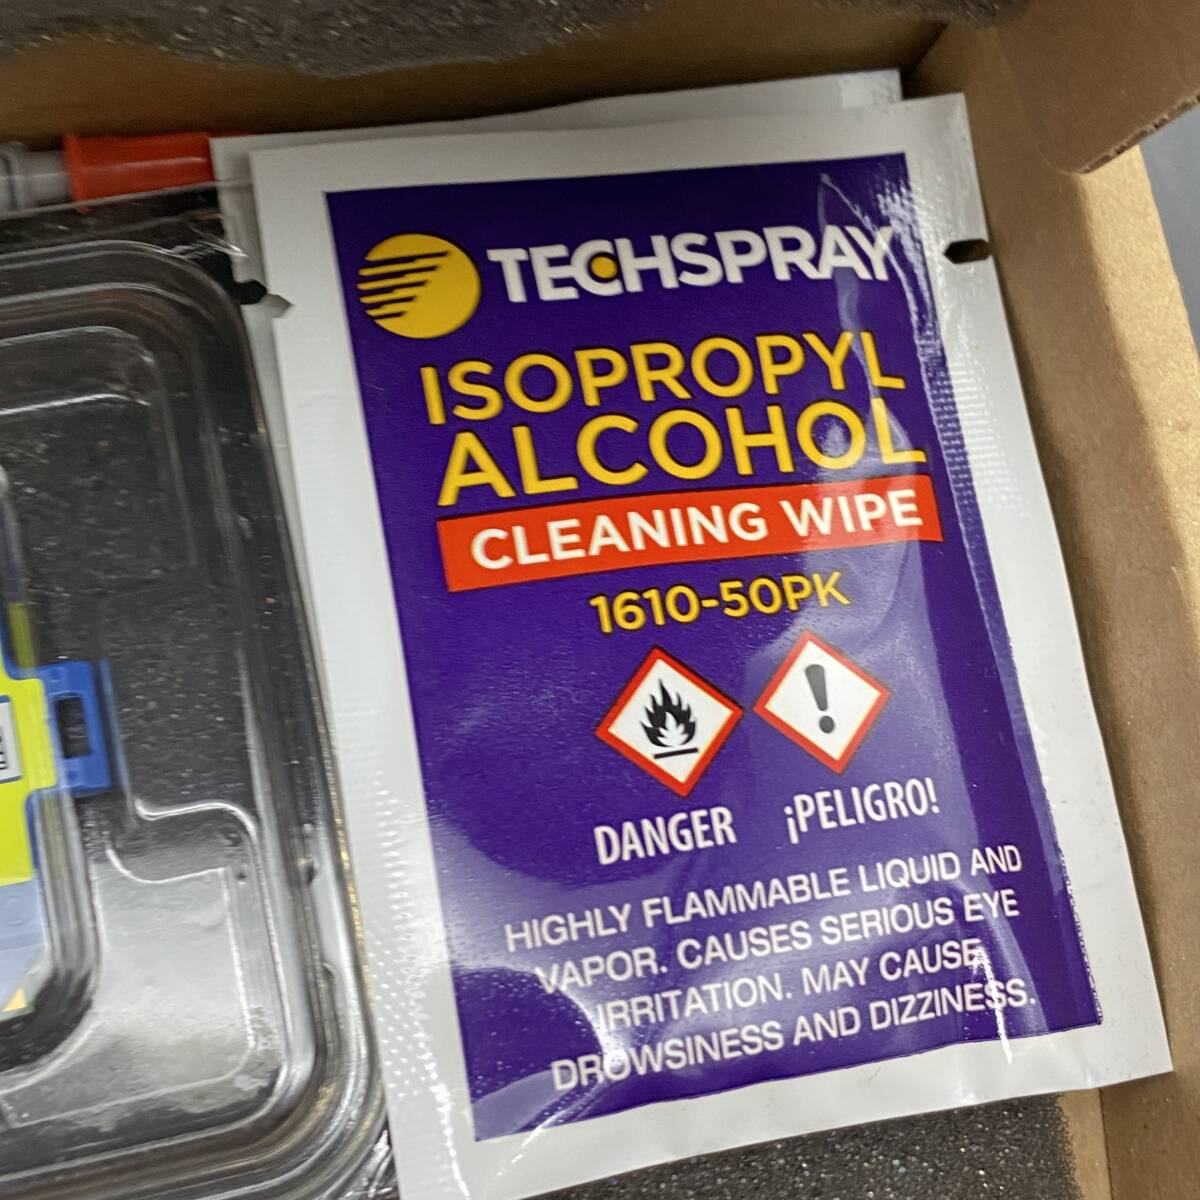 TECHSPRAY
ISOPROPYL
ALCOHOL
CLEANING WIPE
1610-50PK
DANGER ¡PELIGRO!
HIGHLY FLAMMABLE LIQUID AND
VAPOR. CAUSES SERIOUS EYE
IRRITATION. MAY CAUSE
DROWSINESS AND DIZZINESS.